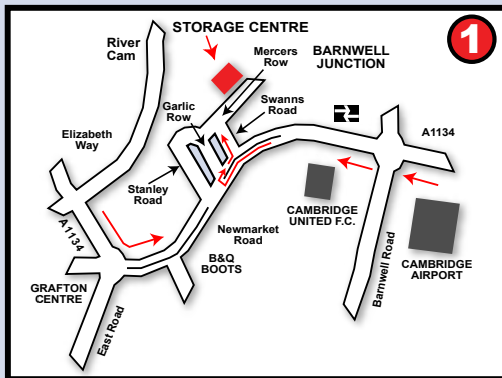 STORAGE CENTRE
1
River
Cam
Mercers
Row
BARNWELL
JUNCTION
Garlic
Row
Swanns
Road
Elizabeth
Way
A1134
Stanley
Road
A1134
CAMBRIDGE
UNITED F.C.
Newmarket
Road
B&Q
BOOTS
GRAFTON
CENTRE
East Road
Barnwell Road
CAMBRIDGE
AIRPORT